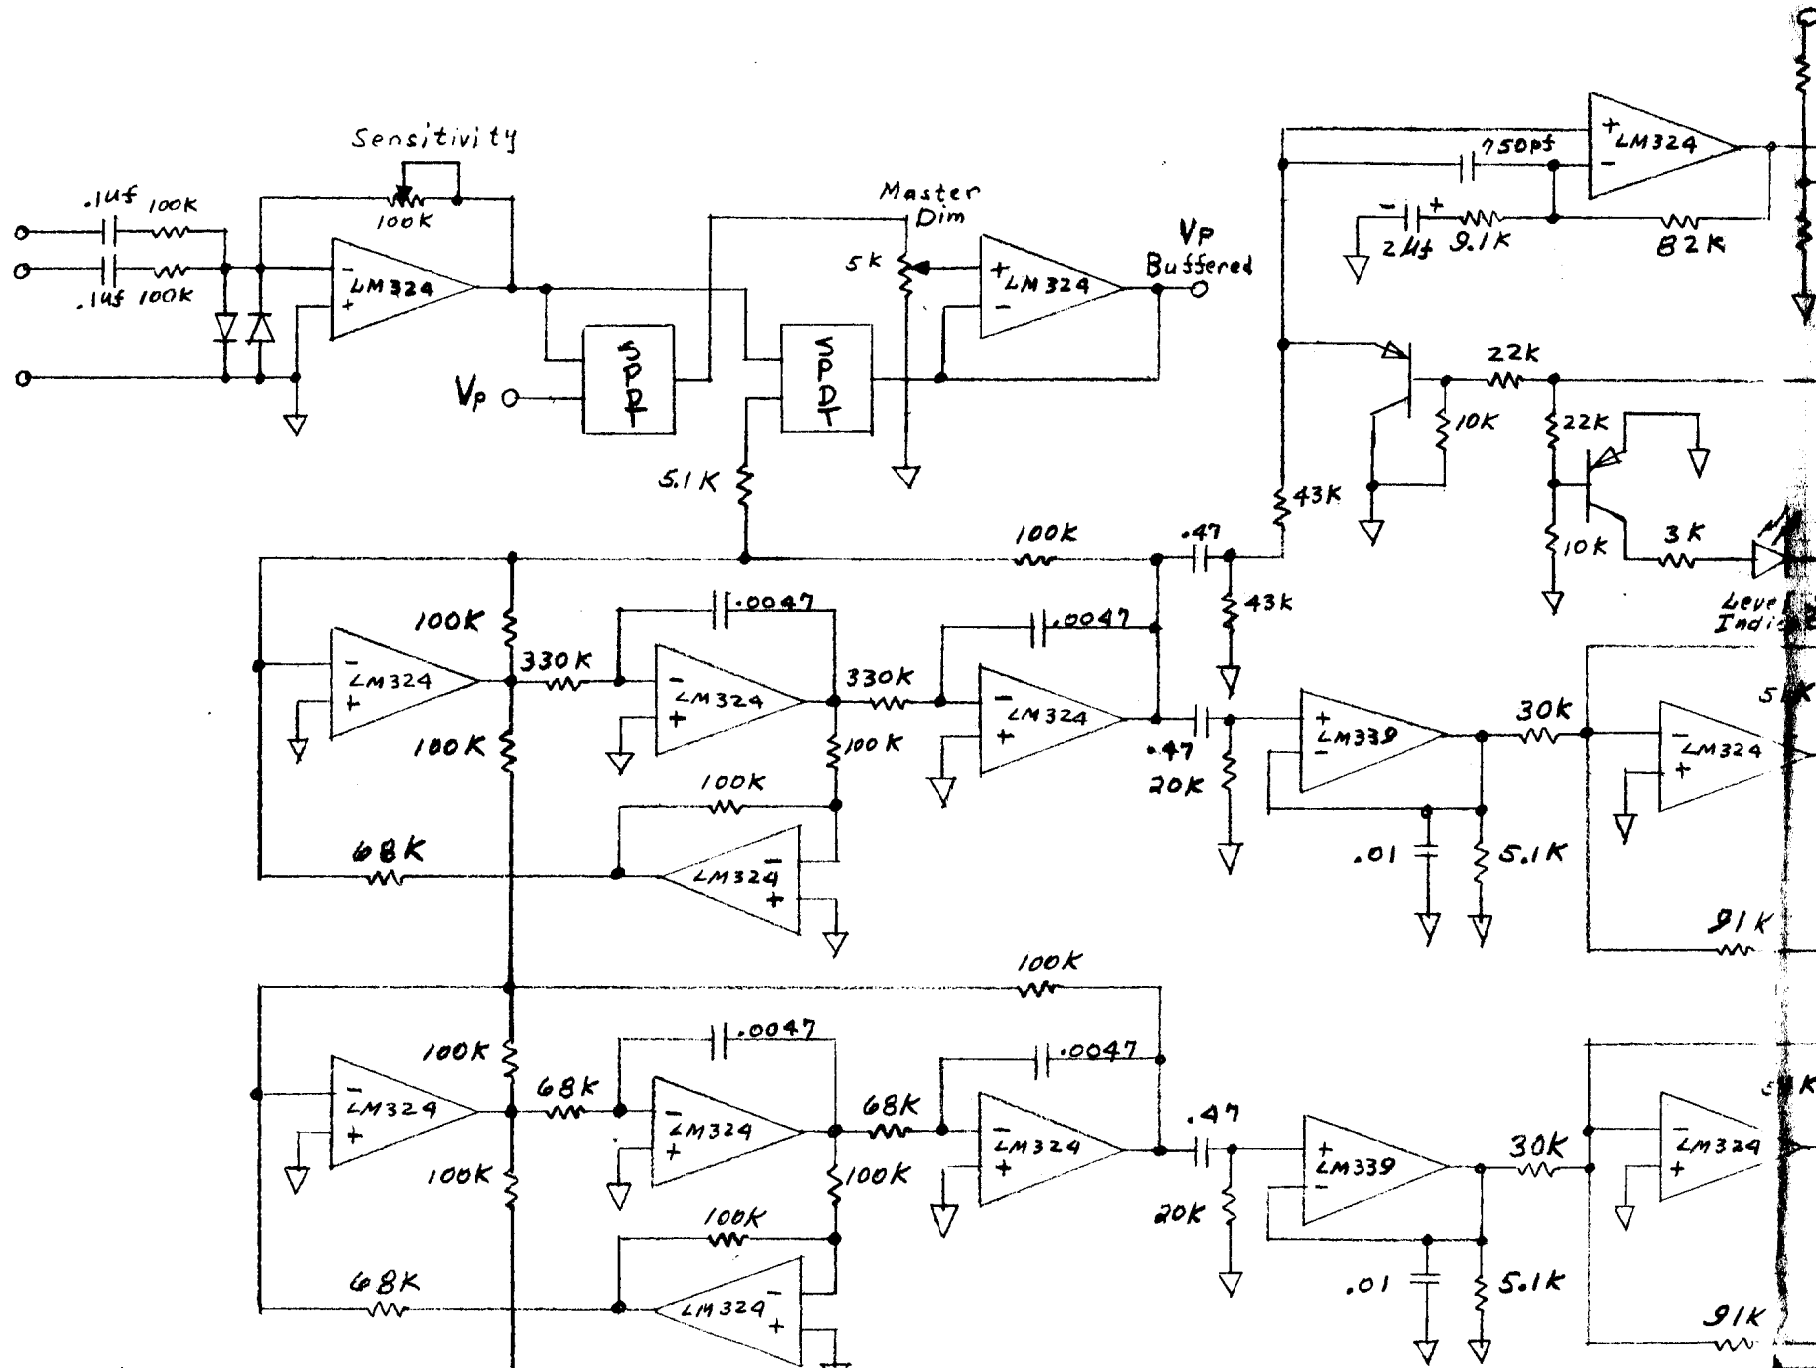 Sensitivity
.1uf 100K
100K
.1uf 100K
- LM324 +
Master Dim
5K
+ LM324 -
Vp Buffered
750pf
+ LM324 -
- + 2uf 9.1K
82K
Vp
SPDT
SPDT
22K
10K
22K
10K
3K
5.1K
43K
100K
.47
43K
100K
.0047
.0047
330K
330K
- LM324 +
- LM324 +
- LM324 +
100K
100K
.47
20K
+ LM339 -
30K
- LM324 +
100K
68K
LM324 - +
.01
5.1K
91K
100K
100K
.0047
.0047
68K
68K
- LM324 +
- LM324 +
- LM324 +
100K
100K
.47
20K
+ LM339 -
30K
- LM324 +
100K
68K
LM324 - +
.01
5.1K
91K